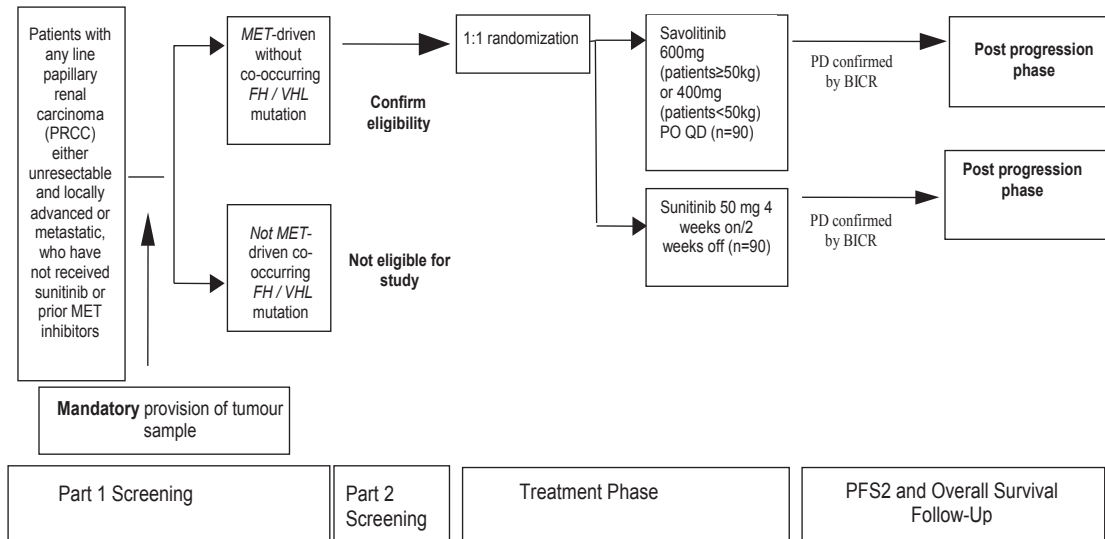 Patients with
any line
papillary
renal
carcinoma
(PRCC)
either
unresectable
and locally
advanced or
metastatic,
who have
not received
sunitinib or
prior MET
inhibitors
Mandatory provision of tumour
sample
MET-driven
without
co-occurring
FH / VHL
mutation
Confirm
eligibility
Not MET-
driven co-
occurring
FH / VHL
mutation
Not eligible for
study
1:1 randomization
Savolitinib
600mg
(patients≥50kg)
or 400mg
(patients<50kg)
PO QD (n=90)
PD confirmed
by BICR
Post progression
phase
Sunitinib 50 mg 4
weeks on/2
weeks off (n=90)
PD confirmed
by BICR
Post progression
phase
Part 1 Screening
Part 2
Screening
Treatment Phase
PFS2 and Overall Survival
Follow-Up